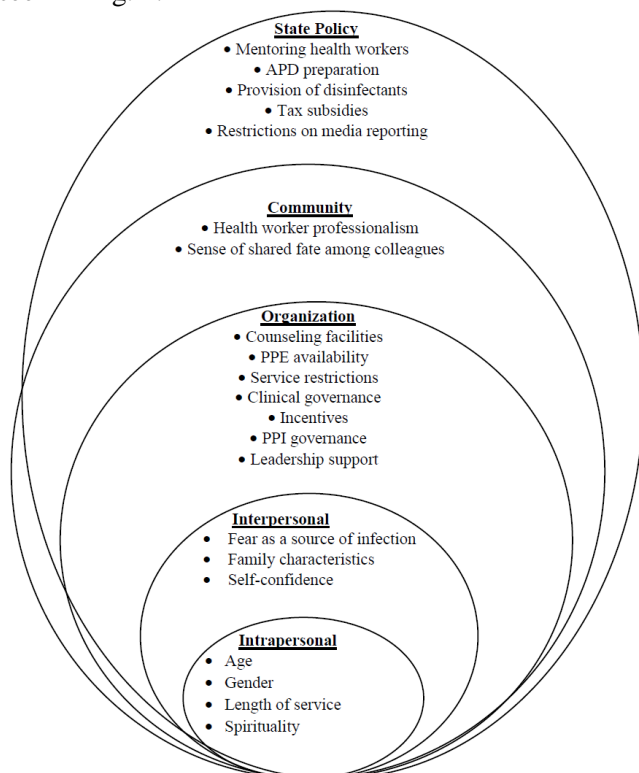 State Policy
• Mentoring health workers
• APD preparation
• Provision of disinfectants
• Tax subsidies
• Restrictions on media reporting
Community
• Health worker professionalism
• Sense of shared fate among colleagues
Organization
• Counseling facilities
• PPE availability
• Service restrictions
• Clinical governance
• Incentives
• PPI governance
• Leadership support
Interpersonal
• Fear as a source of infection
• Family characteristics
• Self-confidence
Intrapersonal
• Age
• Gender
• Length of service
• Spirituality